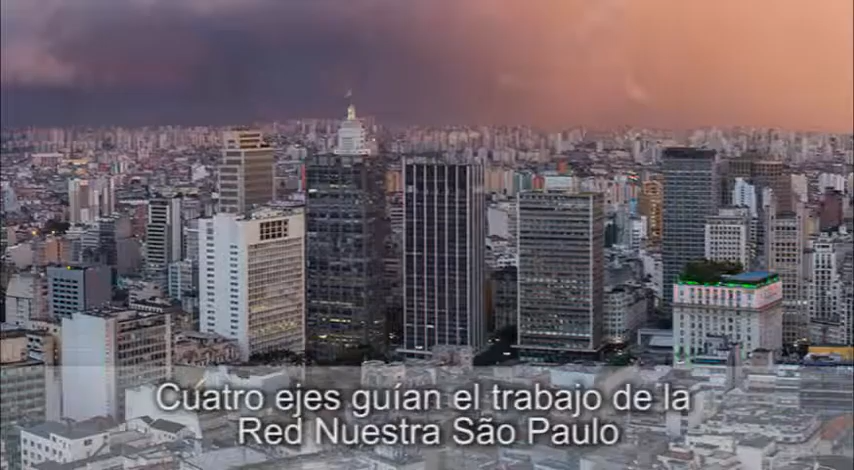 Cuatro ejes guían el trabajo de la
Red Nuestra São Paulo